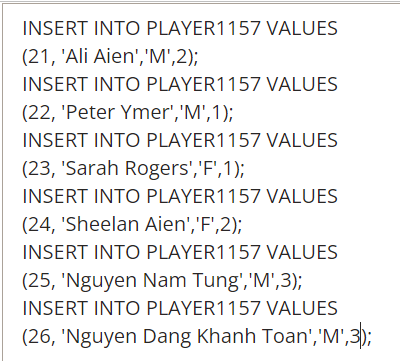 INSERT INTO PLAYER1157 VALUES
(21, 'Ali Aien','M',2);
INSERT INTO PLAYER1157 VALUES
(22, 'Peter Ymer','M',1);
INSERT INTO PLAYER1157 VALUES
(23, 'Sarah Rogers','F',1);
INSERT INTO PLAYER1157 VALUES
(24, 'Sheelan Aien','F',2);
INSERT INTO PLAYER1157 VALUES
(25, 'Nguyen Nam Tung','M',3);
INSERT INTO PLAYER1157 VALUES
(26, 'Nguyen Dang Khanh Toan','M',3);